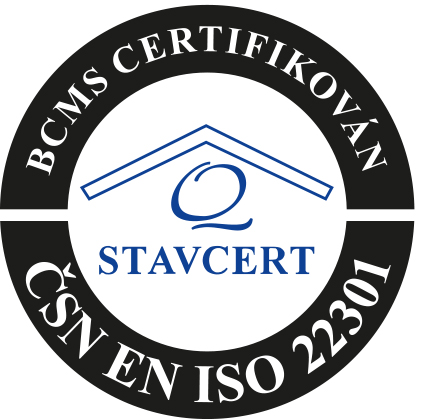 BCMS CERTIFIKOVÁN
Q
STAVCERT
ČSN EN ISO 22301